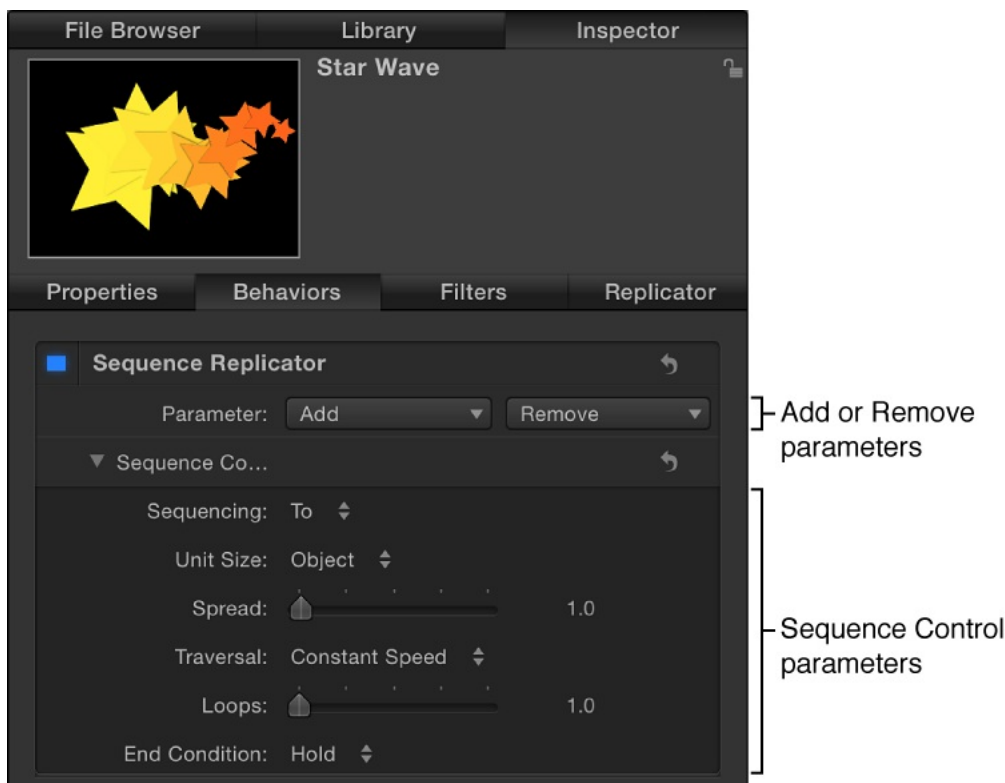 File Browser Library Inspector
Star Wave
Properties Behaviors Filters Replicator
Sequence Replicator
Parameter: Add Remove
Add or Remove
parameters
Sequence Co...
Sequencing: To
Unit Size: Object
Spread: 1.0
Traversal: Constant Speed
Sequence Control
parameters
Loops: 1.0
End Condition: Hold